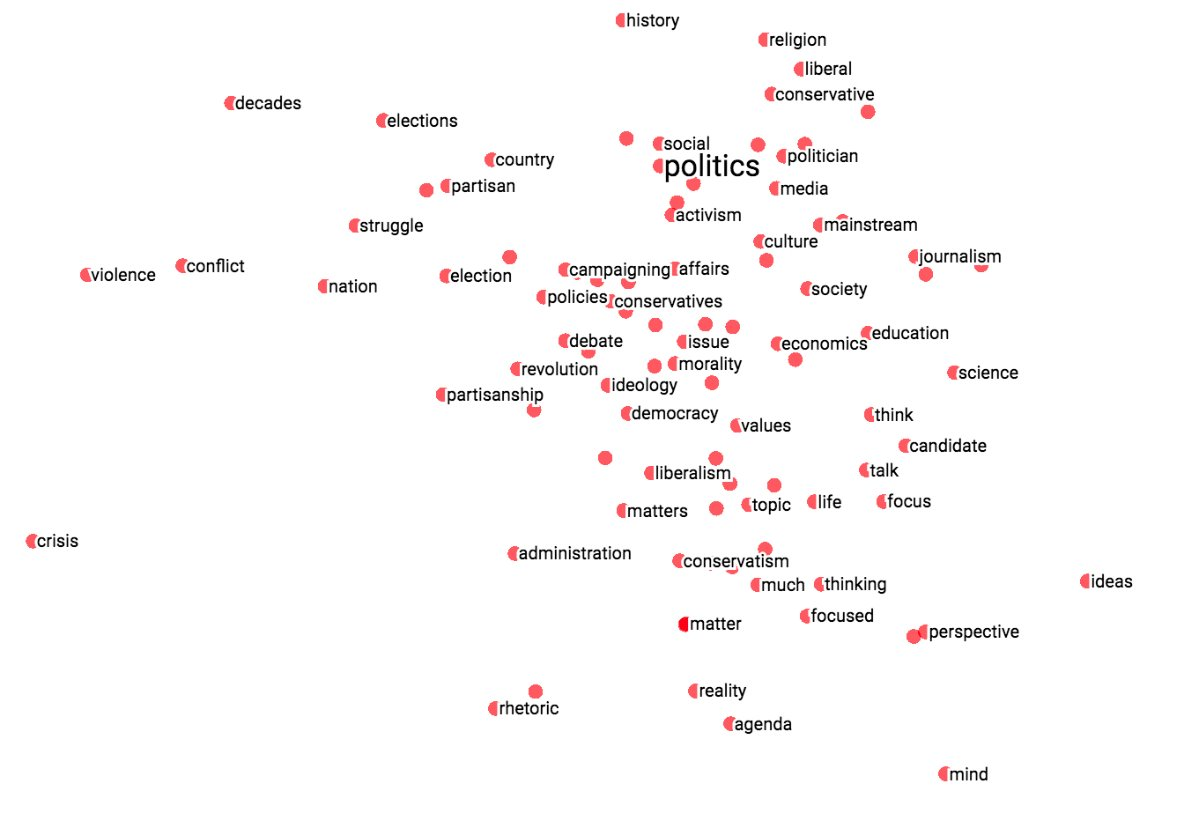 history
religion
liberal
conservative
decades
elections
social
country
politics
politician
partisan
media
activism
struggle
mainstream
culture
journalism
violence
conflict
nation
election
campaigning
affairs
society
policies
conservatives
debate
issue
economics
education
revolution
morality
science
ideology
partisanship
democracy
values
think
candidate
liberalism
talk
matters
topic
life
focus
crisis
administration
conservatism
much
thinking
ideas
matter
focused
perspective
reality
rhetoric
agenda
mind